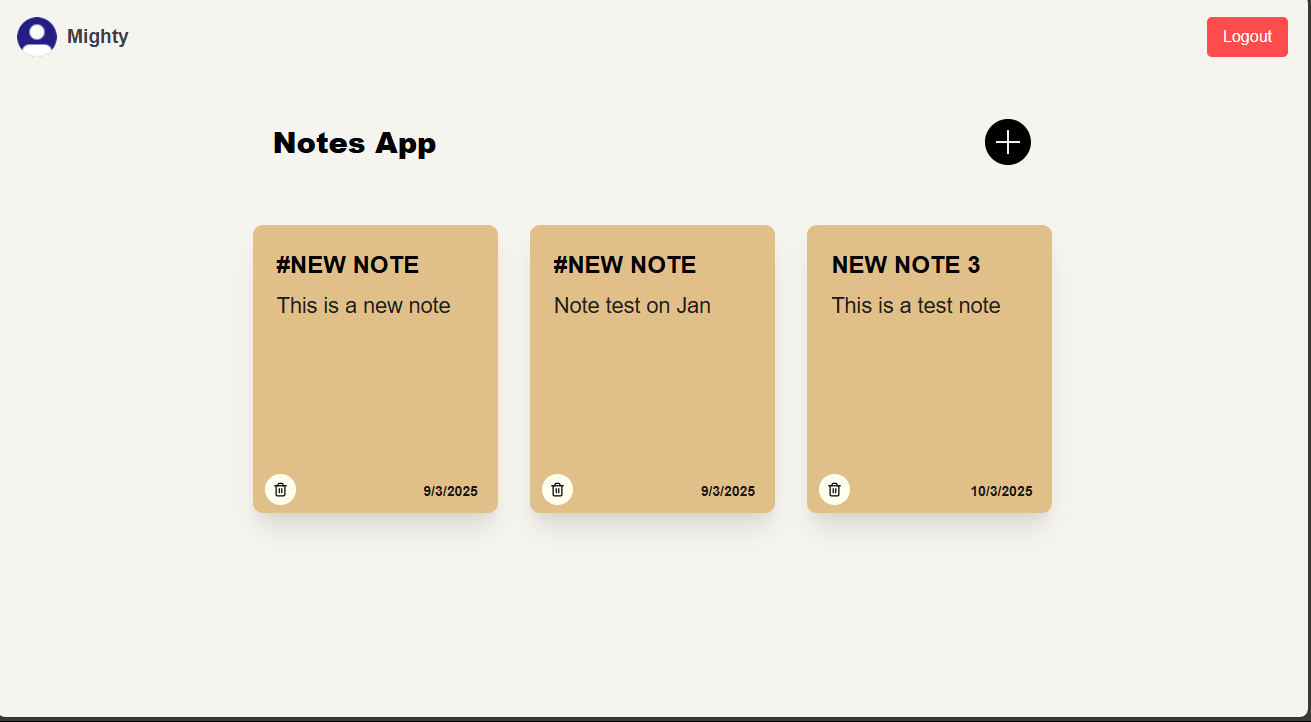 Mighty
Logout
Notes App
#NEW NOTE
This is a new note
9/3/2025
#NEW NOTE
Note test on Jan
9/3/2025
NEW NOTE 3
This is a test note
10/3/2025